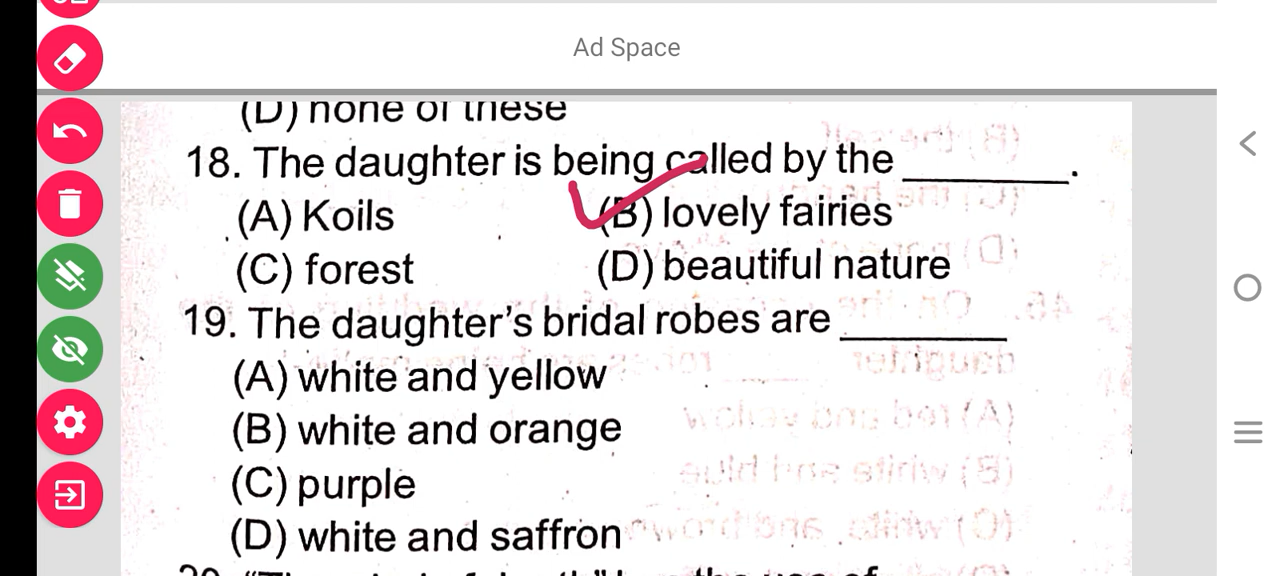 Ad Space
(D) none of these
18. The daughter is being called by the ________.
(A) Koils (B) lovely fairies
(C) forest (D) beautiful nature
19. The daughter's bridal robes are ________
(A) white and yellow
(B) white and orange
(C) purple
(D) white and saffron